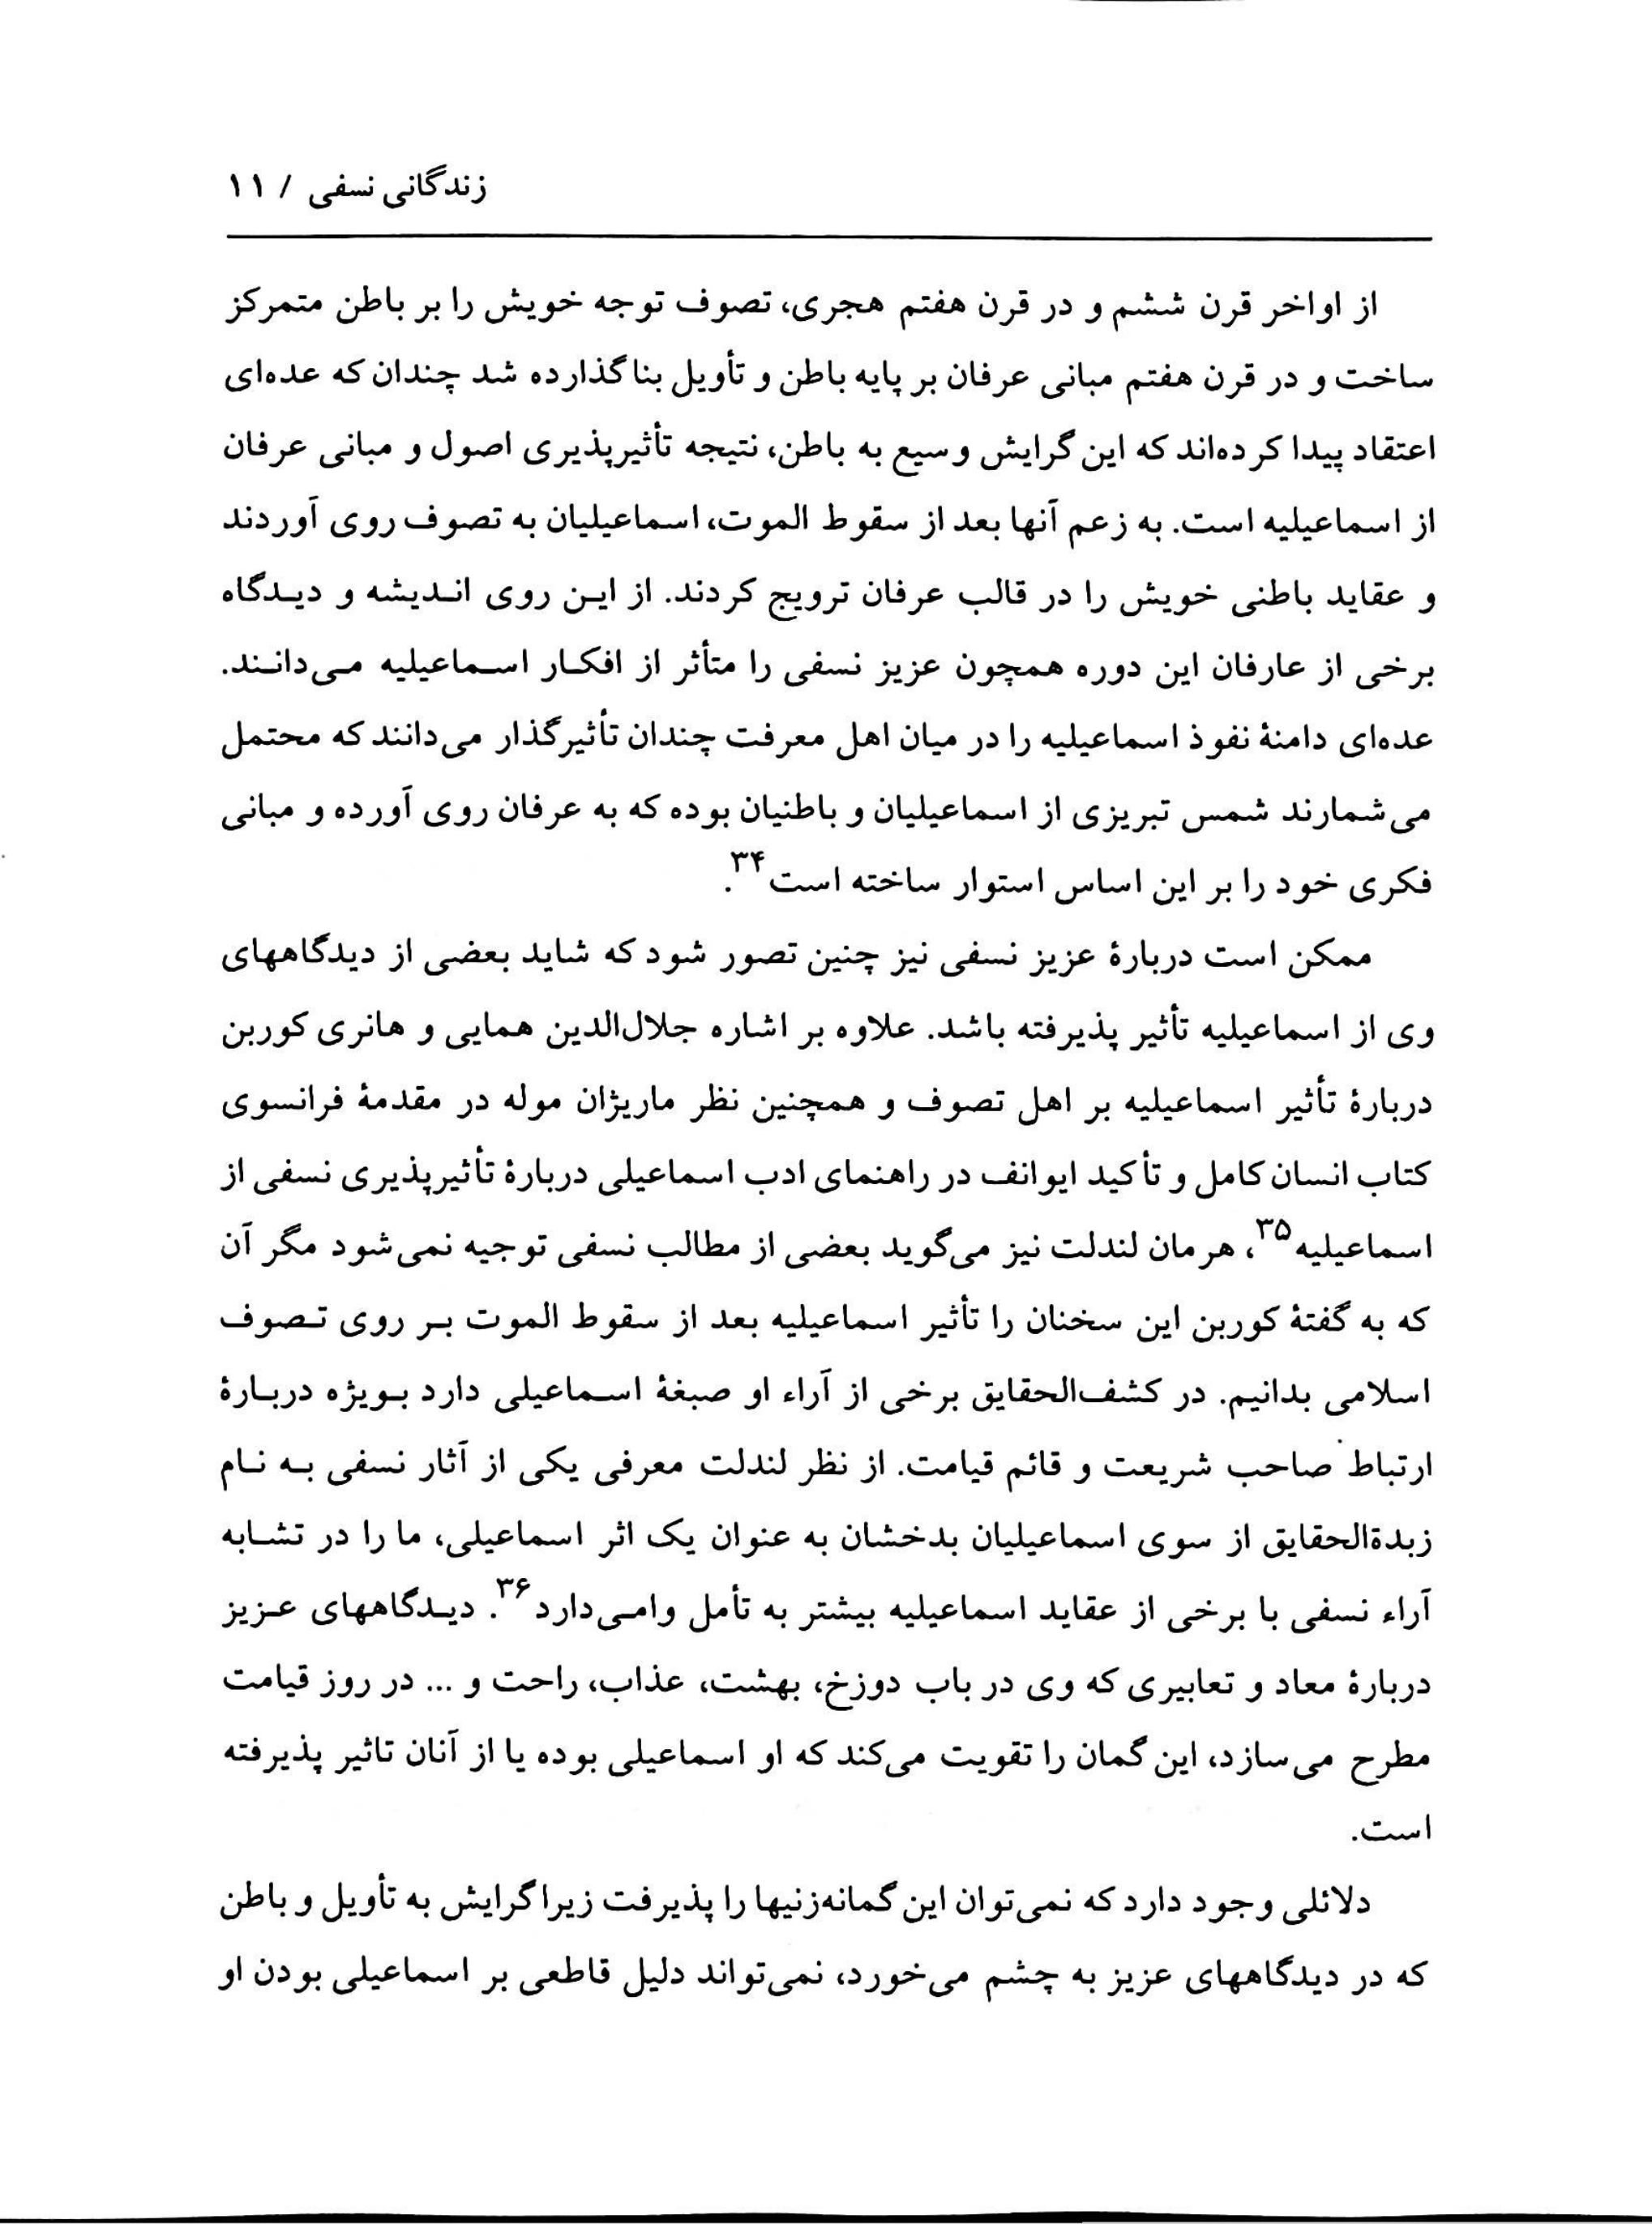 زندگانی نسفی / ۱۱
از اواخر قرن ششم و در قرن هفتم هجری، تصوف توجه خویش را بر باطن متمرکز
ساخت و در قرن هفتم مبانی عرفان بر پایه باطن و تأویل بنا گذارده شد چندان که عده‌ای
اعتقاد پیدا کرده‌اند که این گرایش وسیع به باطن، نتیجه تأثیرپذیری اصول و مبانی عرفان
از اسماعیلیه است. به زعم آنها بعد از سقوط الموت، اسماعیلیان به تصوف روی آوردند
و عقاید باطنی خویش را در قالب عرفان ترویج کردند. از این روی اندیشه و دیدگاه
برخی از عارفان این دوره همچون عزیز نسفی را متأثر از افکار اسماعیلیه می‌دانند.
عده‌ای دامنهٔ نفوذ اسماعیلیه را در میان اهل معرفت چندان تأثیرگذار می‌دانند که محتمل
می‌شمارند شمس تبریزی از اسماعیلیان و باطنیان بوده که به عرفان روی آورده و مبانی
فکری خود را بر این اساس استوار ساخته است۳۴.
ممکن است دربارهٔ عزیز نسفی نیز چنین تصور شود که شاید بعضی از دیدگاههای
وی از اسماعیلیه تأثیر پذیرفته باشد. علاوه بر اشاره جلال‌الدین همایی و هانری کوربن
دربارهٔ تأثیر اسماعیلیه بر اهل تصوف و همچنین نظر ماریژان موله در مقدمهٔ فرانسوی
کتاب انسان کامل و تأکید ایوانف در راهنمای ادب اسماعیلی دربارهٔ تأثیرپذیری نسفی از
اسماعیلیه۳۵، هرمان لندلت نیز می‌گوید بعضی از مطالب نسفی توجیه نمی‌شود مگر آن
که به گفتهٔ کوربن این سخنان را تأثیر اسماعیلیه بعد از سقوط الموت بر روی تصوف
اسلامی بدانیم. در کشف‌الحقایق برخی از آراء او صبغهٔ اسماعیلی دارد بویژه دربارهٔ
ارتباط صاحب شریعت و قائم قیامت. از نظر لندلت معرفی یکی از آثار نسفی به نام
زبدةالحقایق از سوی اسماعیلیان بدخشان به عنوان یک اثر اسماعیلی، ما را در تشابه
آراء نسفی با برخی از عقاید اسماعیلیه بیشتر به تأمل وامی‌دارد۳۶. دیدگاههای عزیز
دربارهٔ معاد و تعابیری که وی در باب دوزخ، بهشت، عذاب، راحت و ... در روز قیامت
مطرح می‌سازد، این گمان را تقویت می‌کند که او اسماعیلی بوده یا از آنان تاثیر پذیرفته
است.
دلائلی وجود دارد که نمی‌توان این گمانه‌زنیها را پذیرفت زیرا گرایش به تأویل و باطن
که در دیدگاههای عزیز به چشم می‌خورد، نمی‌تواند دلیل قاطعی بر اسماعیلی بودن او